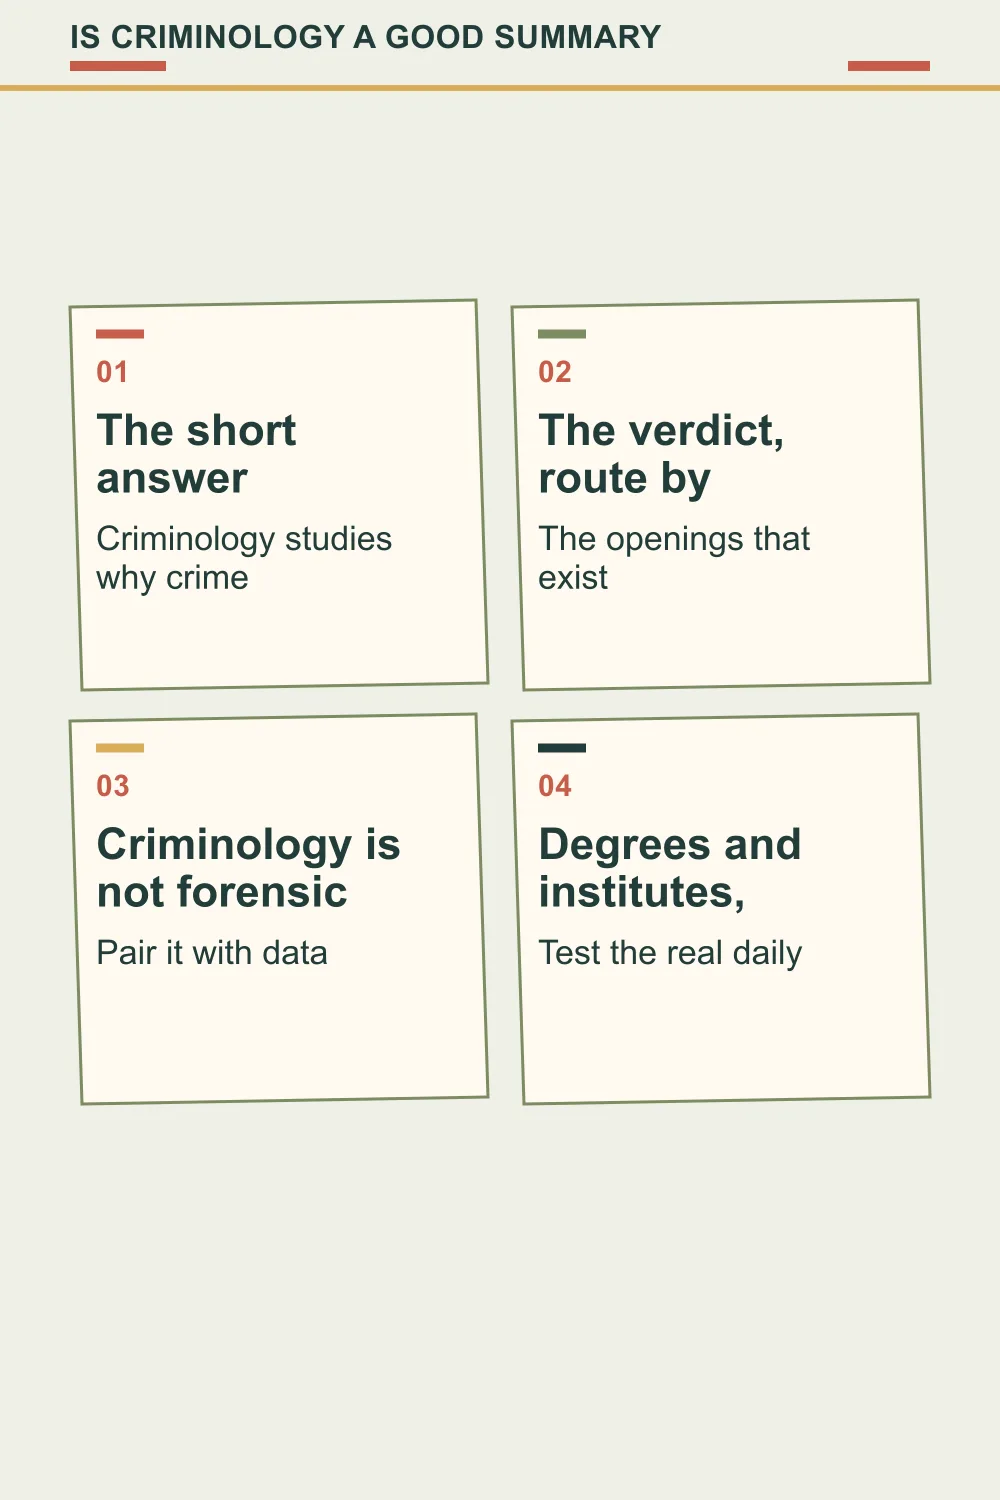 IS CRIMINOLOGY A GOOD SUMMARY
01
The short
answer
Criminology studies
why crime
02
The verdict,
route by
The openings that
exist
03
Criminology is
not forensic
Pair it with data
04
Degrees and
institutes,
Test the real daily